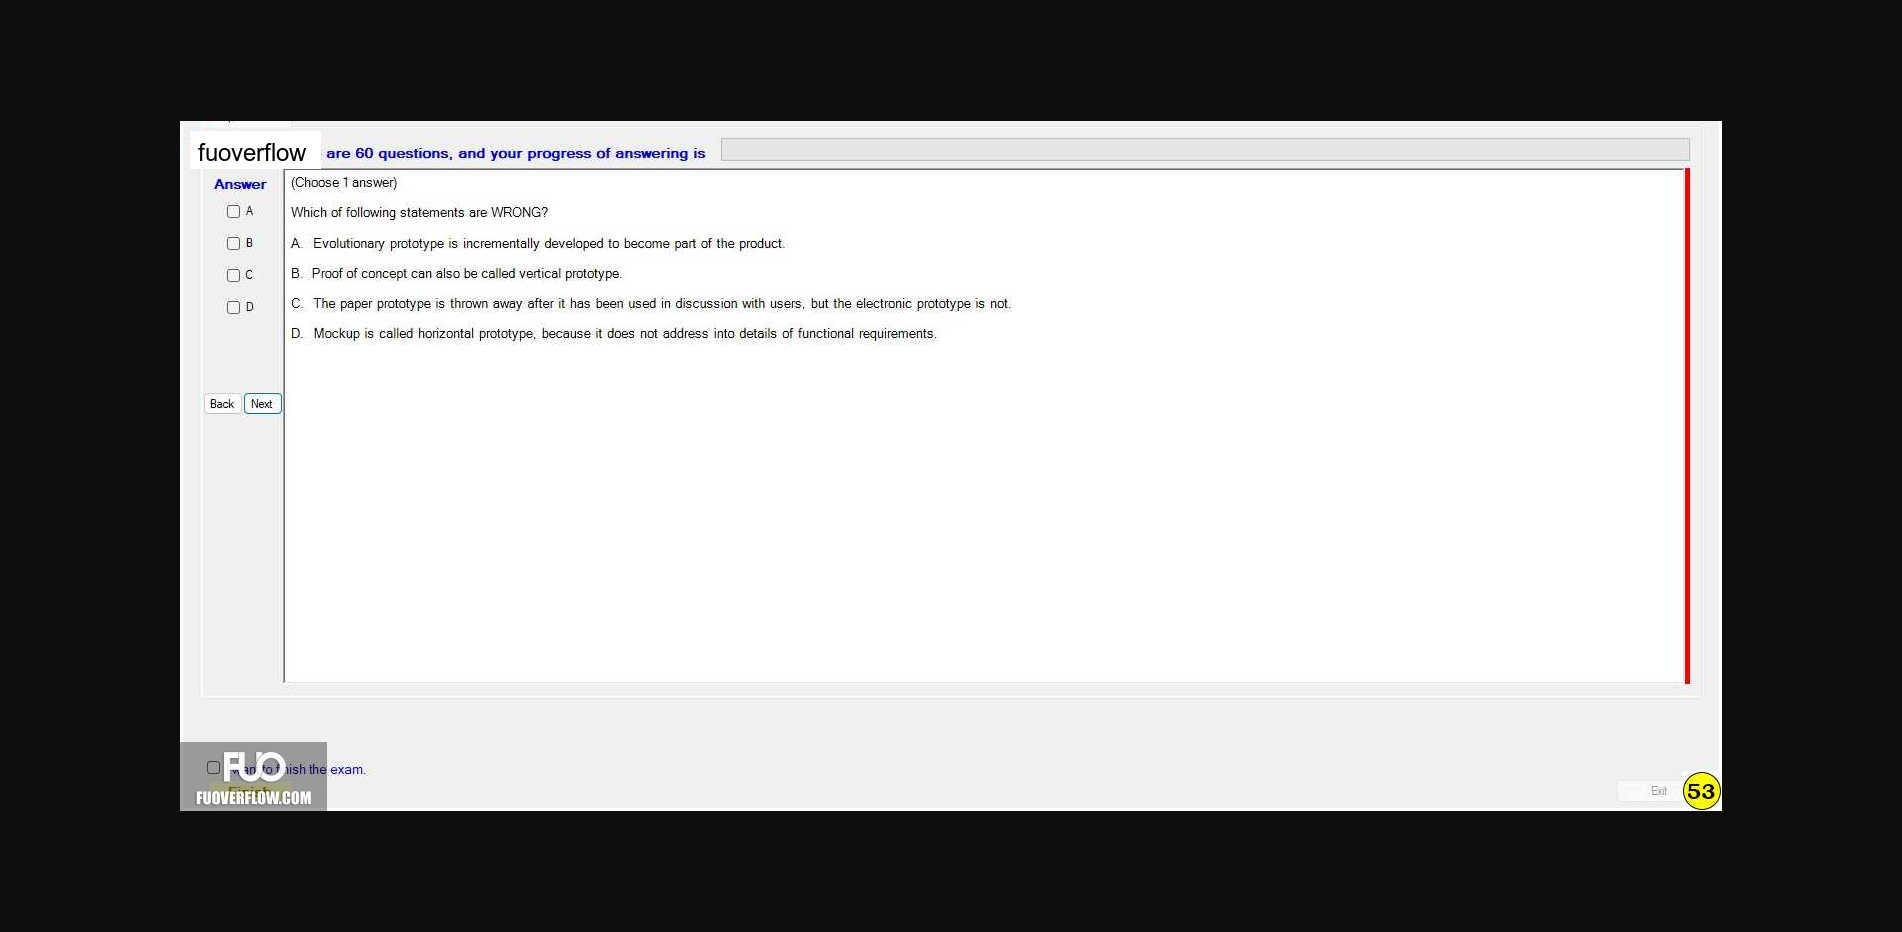 fuoverflow are 60 questions, and your progress of answering is
Answer
(Choose 1 answer)
A
Which of following statements are WRONG?
B
A. Evolutionary prototype is incrementally developed to become part of the product.
C
B. Proof of concept can also be called vertical prototype.
D
C. The paper prototype is thrown away after it has been used in discussion with users, but the electronic prototype is not.
D. Mockup is called horizontal prototype, because it does not address into details of functional requirements.
Back Next
FUO
to finish the exam.
Finish
FUOVERFLOW.COM
Exit
53